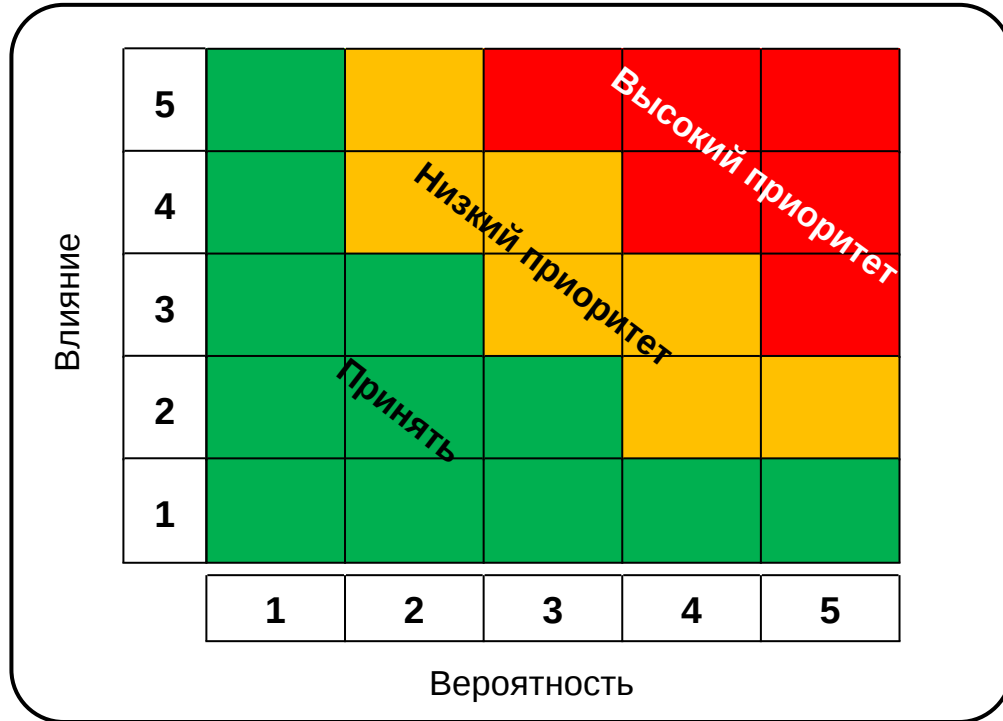 Высокий приоритет
5
Низкий приоритет
4
Влияние
3
Принять
2
1
1 2 3 4 5
Вероятность